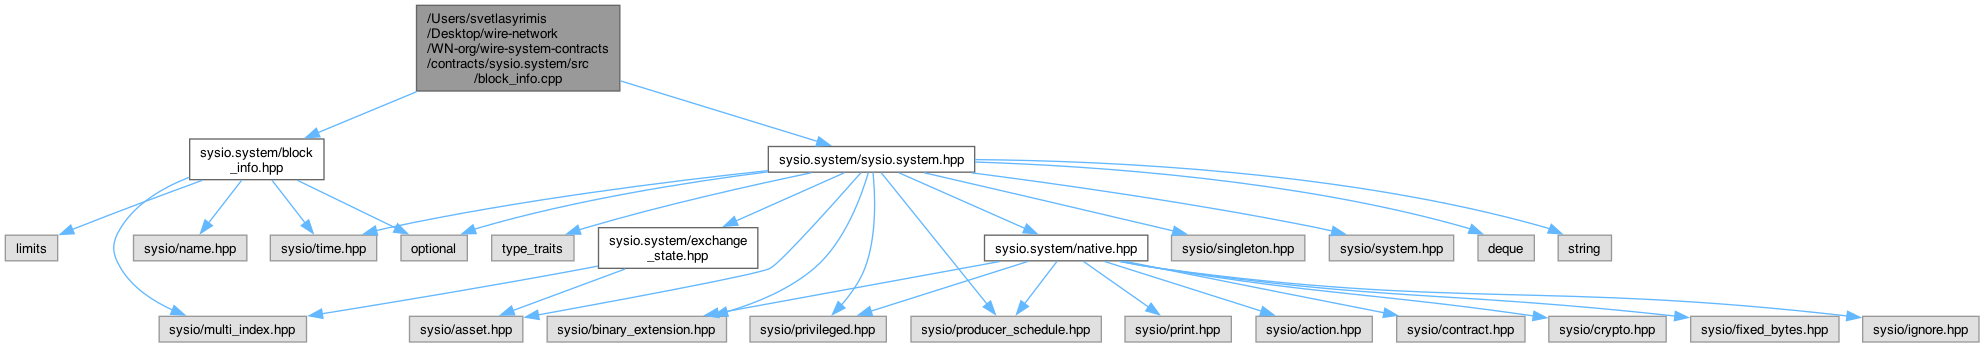 /Users/svetlasyrimis
/Desktop/wire-network
/WN-org/wire-system-contracts
/contracts/sysio.system/src
/block_info.cpp
sysio.system/block
_info.hpp
sysio.system/sysio.system.hpp
limits
sysio/name.hpp
sysio/time.hpp
optional
type_traits
sysio.system/exchange
_state.hpp
sysio.system/native.hpp
sysio/singleton.hpp
sysio/system.hpp
deque
string
sysio/multi_index.hpp
sysio/asset.hpp
sysio/binary_extension.hpp
sysio/privileged.hpp
sysio/producer_schedule.hpp
sysio/print.hpp
sysio/action.hpp
sysio/contract.hpp
sysio/crypto.hpp
sysio/fixed_bytes.hpp
sysio/ignore.hpp